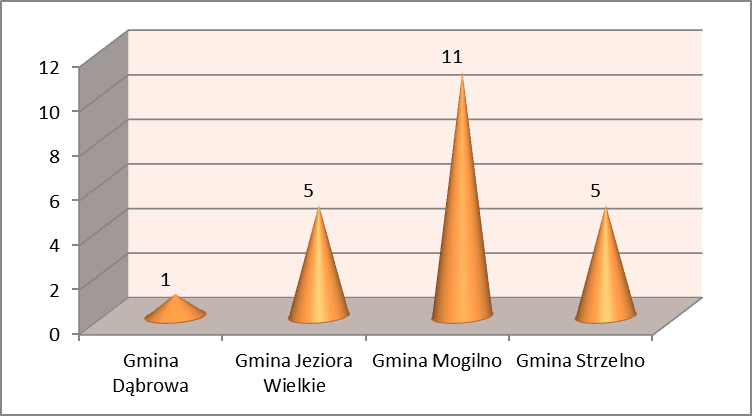 12
10
8
6
4
2
0
1
5
11
5
Gmina
Dąbrowa
Gmina Jeziora
Wielkie
Gmina Mogilno
Gmina Strzelno